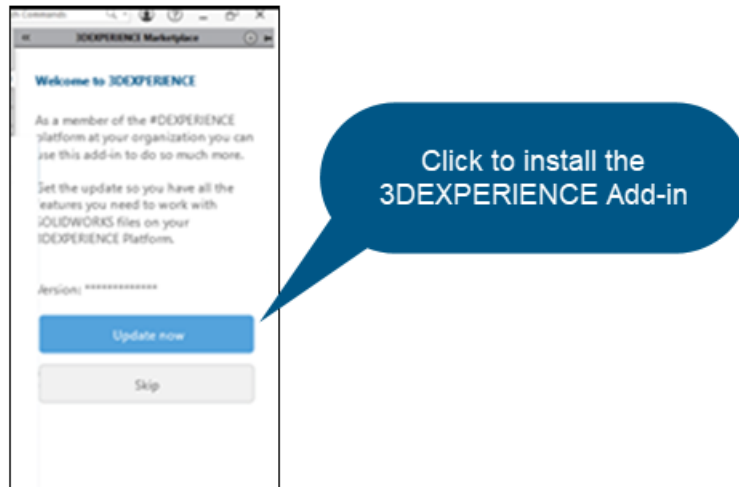 Commands
3DEXPERIENCE Marketplace
Welcome to 3DEXPERIENCE
As a member of the #DEXPERIENCE
platform at your organization you can
use this add-in to do so much more.
Get the update so you have all the
features you need to work with
SOLIDWORKS files on your
3DEXPERIENCE Platform.
Version: *************
Update now
Skip
Click to install the
3DEXPERIENCE Add-in